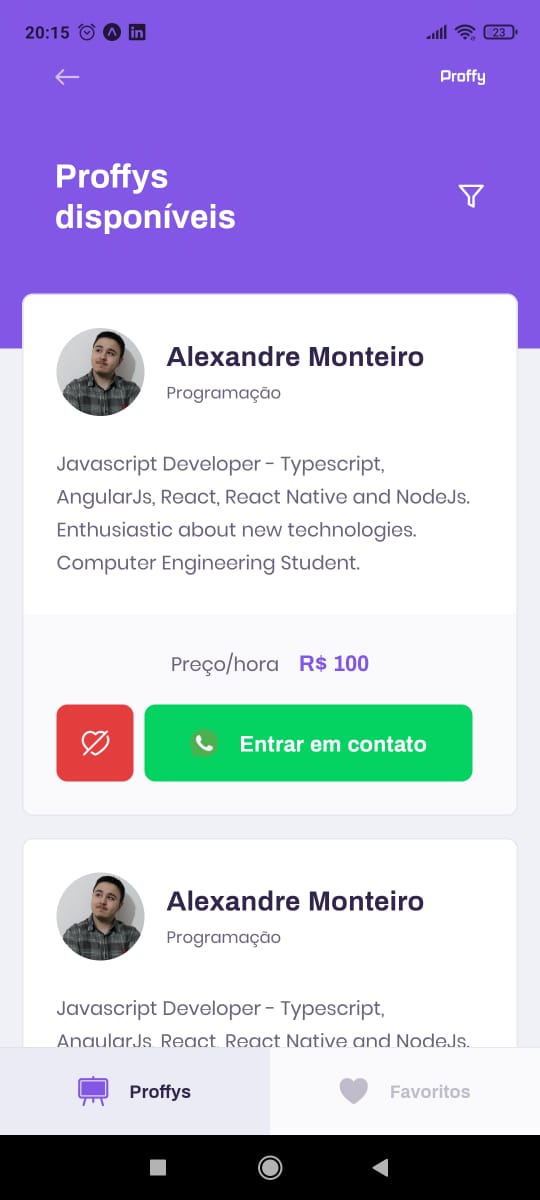 20:15
23
Proffy
Proffys
disponíveis
Alexandre Monteiro
Programação
Javascript Developer - Typescript,
AngularJs, React, React Native and NodeJs.
Enthusiastic about new technologies.
Computer Engineering Student.
Preço/hora R$ 100
Entrar em contato
Alexandre Monteiro
Programação
Javascript Developer - Typescript,
AngularJs, React, React Native and NodeJs.
Proffys
Favoritos